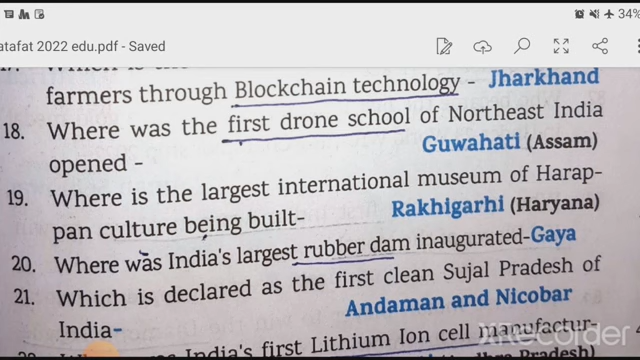 34%
atafat 2022 edu.pdf - Saved
farmers through Blockchain technology - Jharkhand
18. Where was the first drone school of Northeast India
opened - Guwahati (Assam)
19. Where is the largest international museum of Harap-
pan culture being built- Rakhigarhi (Haryana)
20. Where was India's largest rubber dam inaugurated-Gaya
21. Which is declared as the first clean Sujal Pradesh of
India- Andaman and Nicobar
India's first Lithium Ion cell manufactur-
Pradesh)
XRecorder